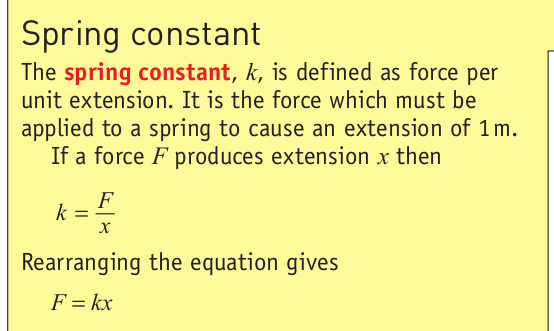 Spring constant
The spring constant, k, is defined as force per
unit extension. It is the force which must be
applied to a spring to cause an extension of 1 m.
If a force F produces extension x then
k = F/x
Rearranging the equation gives
F = kx